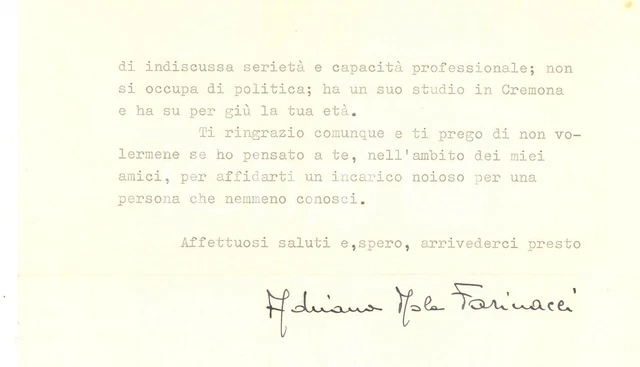 di indiscussa serietà e capacità professionale; non
si occupa di politica; ha un suo studio in Cremona
e ha su per giù la tua età.
Ti ringrazio comunque e ti prego di non vo-
lermene se ho pensato a te, nell'ambito dei miei
amici, per affidarti un incarico noioso per una
persona che nemmeno conosci.
Affettuosi saluti e,spero, arrivederci presto
Adriana Mola Farinacci